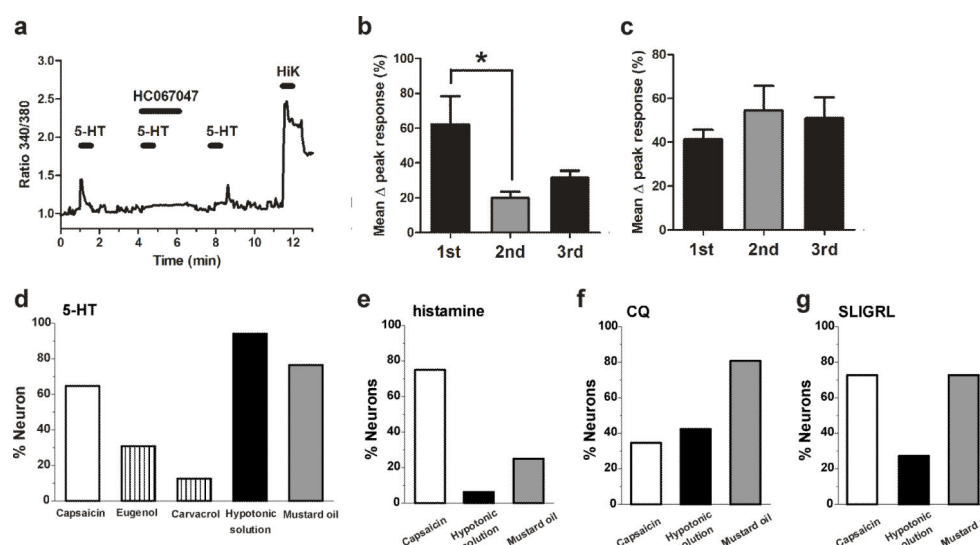 a
3.0
2.5
2.0
1.5
1.0
Ratio 340/380
HiK
HC067047
5-HT
5-HT
5-HT
0
2
4
6
8
10
12
Time (min)
b
100
80
60
40
20
0
Mean Δ peak response (%)
*
1st
2nd
3rd
c
80
60
40
20
0
Mean Δ peak response (%)
1st
2nd
3rd
d
5-HT
100
80
60
40
20
0
% Neuron
Capsaicin
Eugenol
Carvacrol
Hypotonic
solution
Mustard oil
e
histamine
100
80
60
40
20
0
% Neurons
Capsaicin
Hypotonic
solution
Mustard oil
f
CQ
100
80
60
40
20
0
% Neurons
Capsaicin
Hypotonic
solution
Mustard oil
g
SLIGRL
100
80
60
40
20
0
% Neurons
Capsaicin
Hypotonic
solution
Mustard